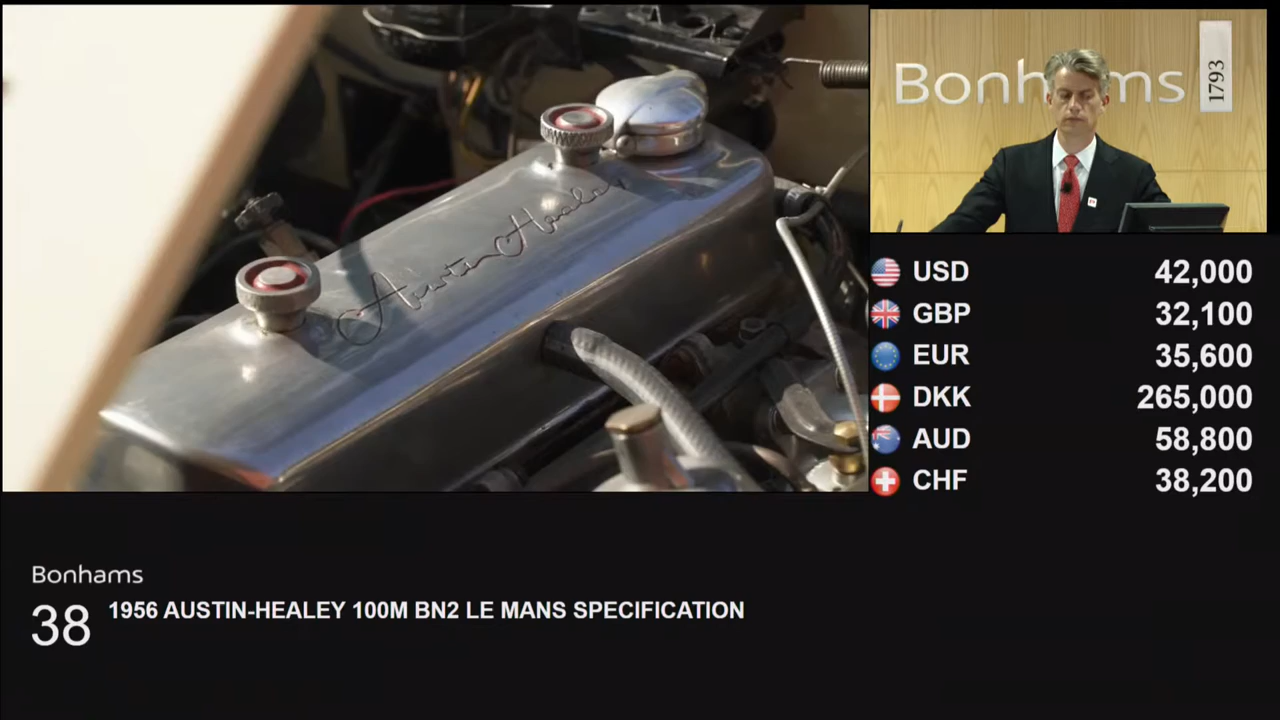 Austin-Healey
Bonhams
1793
USD 42,000
GBP 32,100
EUR 35,600
DKK 265,000
AUD 58,800
CHF 38,200
Bonhams
38
1956 AUSTIN-HEALEY 100M BN2 LE MANS SPECIFICATION